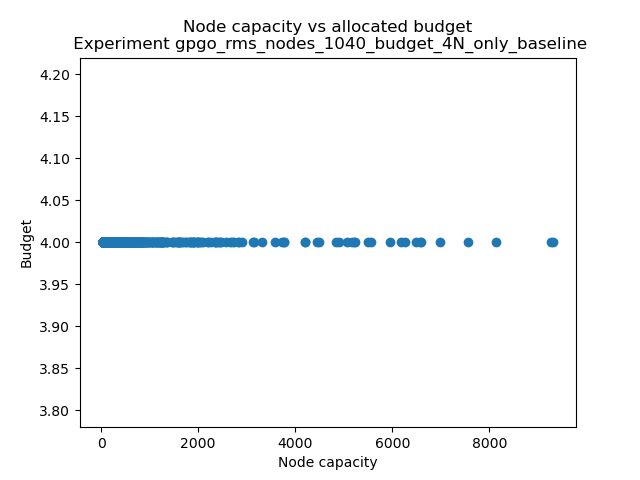 Node capacity vs allocated budget
Experiment gpgo_rms_nodes_1040_budget_4N_only_baseline
4.20
4.15
4.10
4.05
4.00
3.95
3.90
3.85
3.80
Budget
0 2000 4000 6000 8000
Node capacity